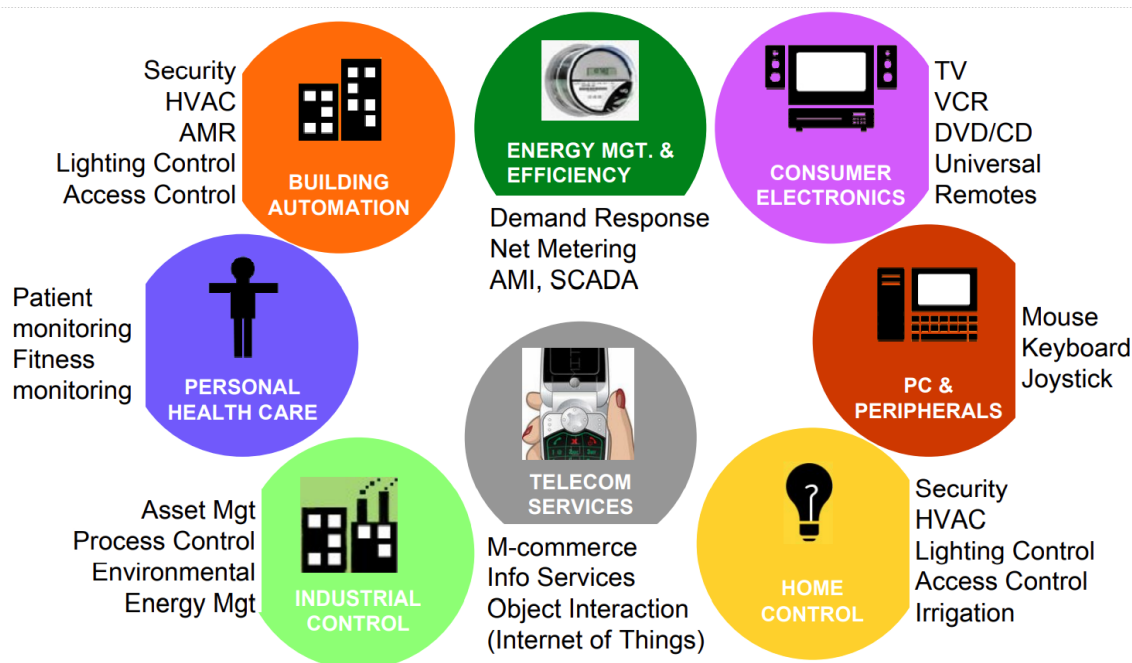 Security
HVAC
AMR
Lighting Control
Access Control
BUILDING
AUTOMATION
ENERGY MGT. &
EFFICIENCY
Demand Response
Net Metering
AMI, SCADA
CONSUMER
ELECTRONICS
TV
VCR
DVD/CD
Universal
Remotes
Patient
monitoring
Fitness
monitoring
PERSONAL
HEALTH CARE
PC &
PERIPHERALS
Mouse
Keyboard
Joystick
Asset Mgt
Process Control
Environmental
Energy Mgt
INDUSTRIAL
CONTROL
TELECOM
SERVICES
M-commerce
Info Services
Object Interaction
(Internet of Things)
?
HOME
CONTROL
Security
HVAC
Lighting Control
Access Control
Irrigation